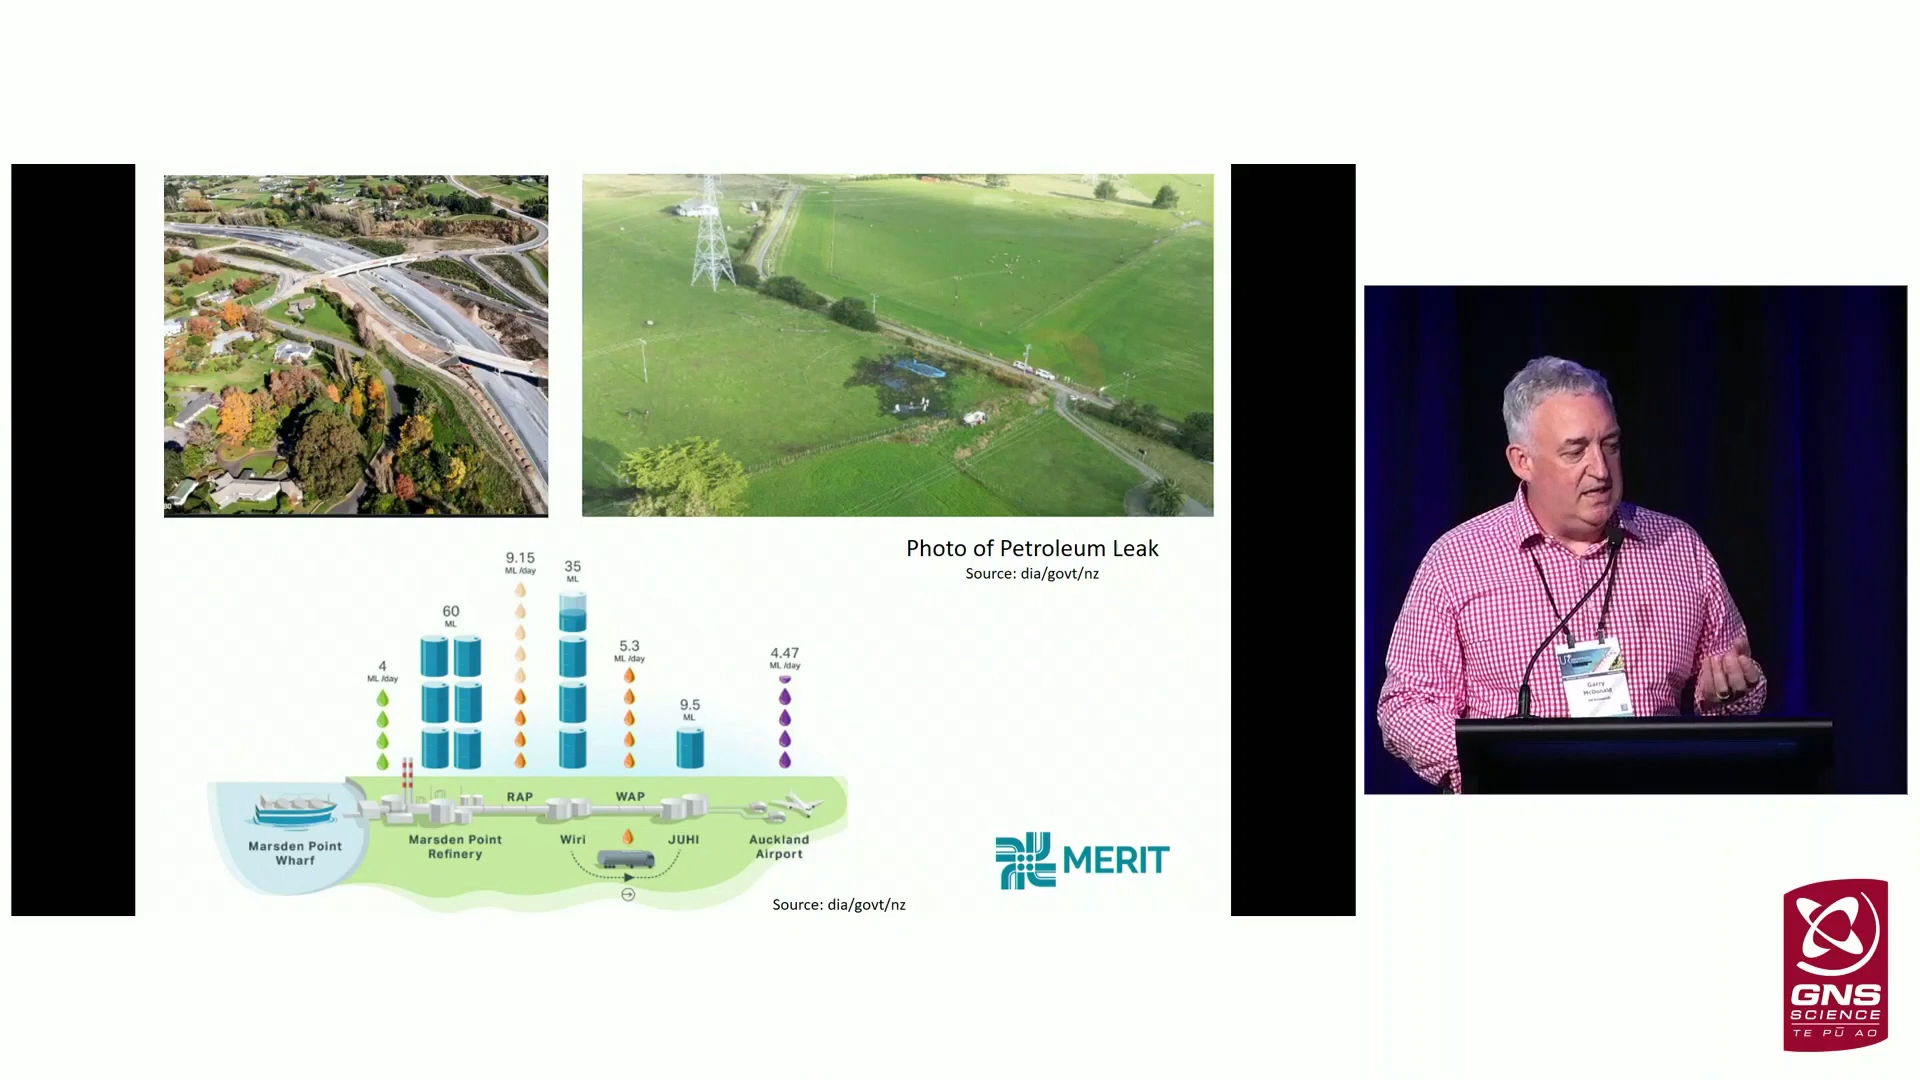 Photo of Petroleum Leak
Source: dia/govt/nz
4
ML /day
60
ML
9.15
ML /day
35
ML
5.3
ML /day
9.5
ML
4.47
ML /day
RAP
WAP
Marsden Point
Wharf
Marsden Point
Refinery
Wiri
JUHI
Auckland
Airport
Source: dia/govt/nz
MERIT
Garry
McDonald
GNS
SCIENCE
TE PŪ AO